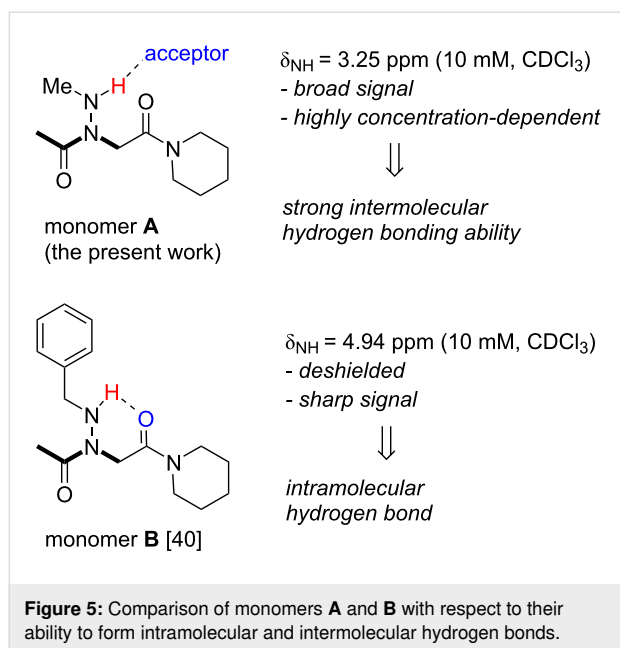 acceptor
Me
H
N
O
N
N
O
δNH = 3.25 ppm (10 mM, CDCl3)
- broad signal
- highly concentration-dependent
⇓
strong intermolecular
hydrogen bonding ability
monomer A
(the present work)
H
N
O
N
N
O
δNH = 4.94 ppm (10 mM, CDCl3)
- deshielded
- sharp signal
⇓
intramolecular
hydrogen bond
monomer B [40]
Figure 5: Comparison of monomers A and B with respect to their
ability to form intramolecular and intermolecular hydrogen bonds.